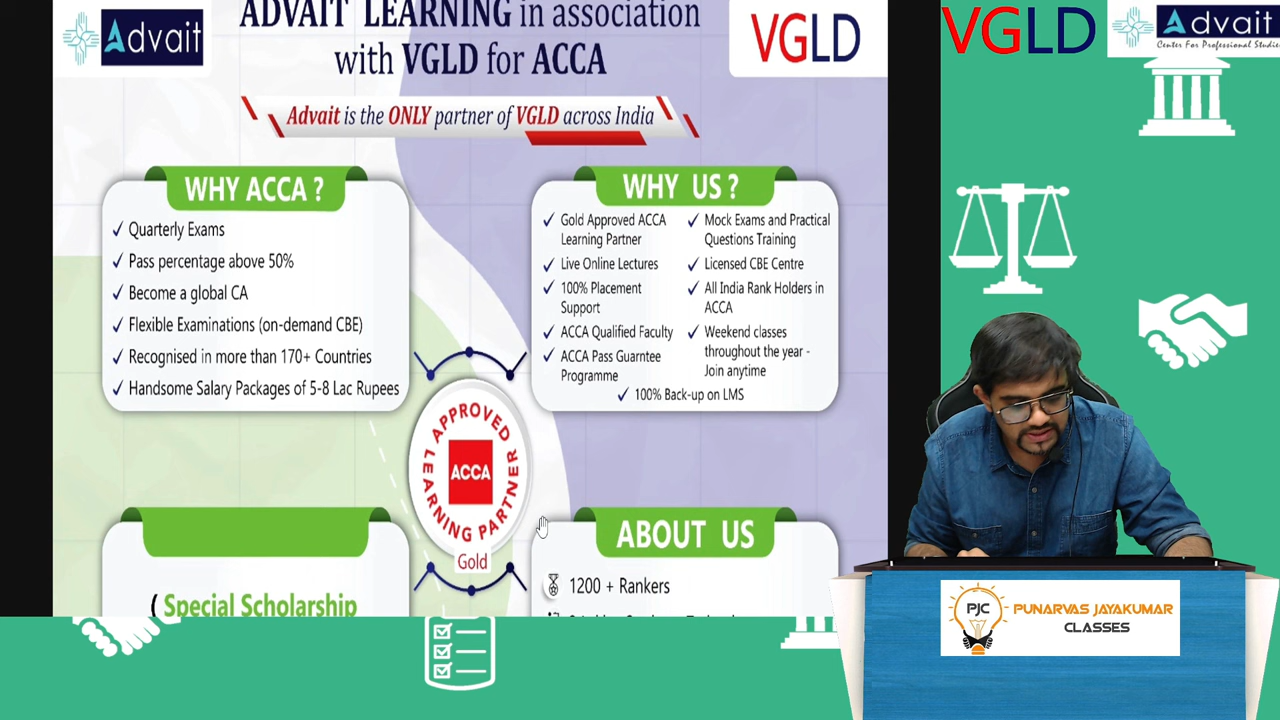 Advait
ADVAIT LEARNING in association
with VGLD for ACCA
VGLD
VGLD
Advait
Center For Professional Studies
Advait is the ONLY partner of VGLD across India
WHY ACCA ?
✓ Quarterly Exams
✓ Pass percentage above 50%
✓ Become a global CA
✓ Flexible Examinations (on-demand CBE)
✓ Recognised in more than 170+ Countries
✓ Handsome Salary Packages of 5-8 Lac Rupees
WHY US ?
✓ Gold Approved ACCA
Learning Partner
✓ Live Online Lectures
✓ 100% Placement
Support
✓ ACCA Qualified Faculty
✓ ACCA Pass Guarntee
Programme
✓ Mock Exams and Practical
Questions Training
✓ Licensed CBE Centre
✓ All India Rank Holders in
ACCA
✓ Weekend classes
throughout the year -
Join anytime
✓ 100% Back-up on LMS
APPROVED
ACCA
LEARNING PARTNER
Gold
( Special Scholarship
ABOUT US
1200 + Rankers
PJC
PUNARVAS JAYAKUMAR
CLASSES